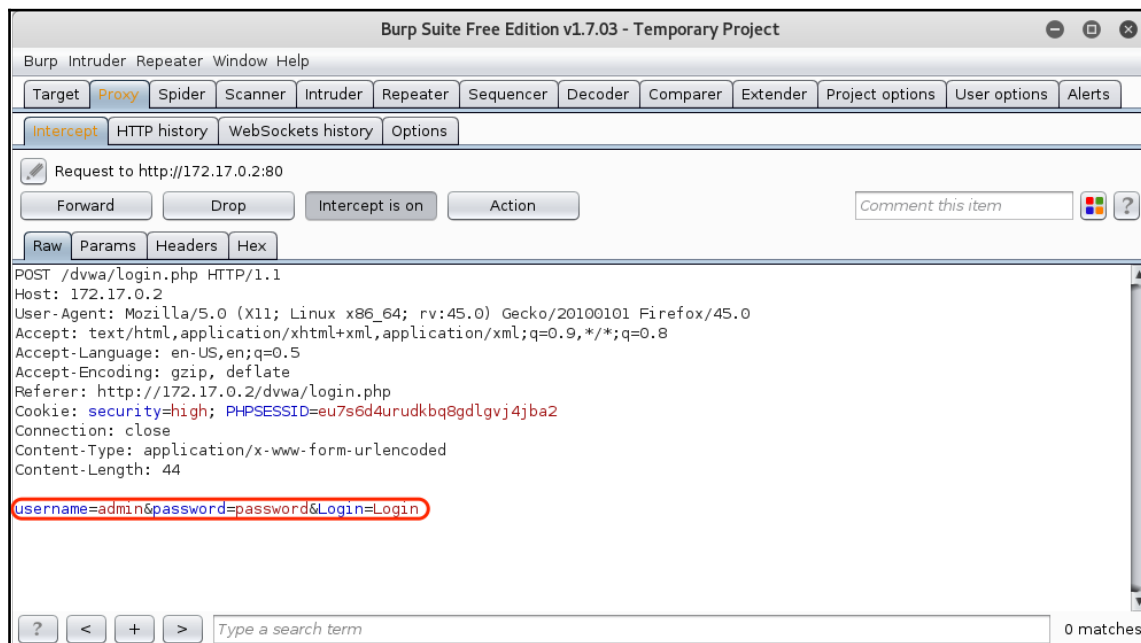 Burp Suite Free Edition v1.7.03 - Temporary Project
Burp Intruder Repeater Window Help
Target Proxy Spider Scanner Intruder Repeater Sequencer Decoder Comparer Extender Project options User options Alerts
Intercept HTTP history WebSockets history Options
Request to http://172.17.0.2:80
Forward Drop Intercept is on Action Comment this item ?
Raw Params Headers Hex
POST /dvwa/login.php HTTP/1.1
Host: 172.17.0.2
User-Agent: Mozilla/5.0 (X11; Linux x86_64; rv:45.0) Gecko/20100101 Firefox/45.0
Accept: text/html,application/xhtml+xml,application/xml;q=0.9,*/*;q=0.8
Accept-Language: en-US,en;q=0.5
Accept-Encoding: gzip, deflate
Referer: http://172.17.0.2/dvwa/login.php
Cookie: security=high; PHPSESSID=eu7s6d4urudkbq8gdlgvj4jba2
Connection: close
Content-Type: application/x-www-form-urlencoded
Content-Length: 44
username=admin&password=password&Login=Login
? < + > Type a search term 0 matches